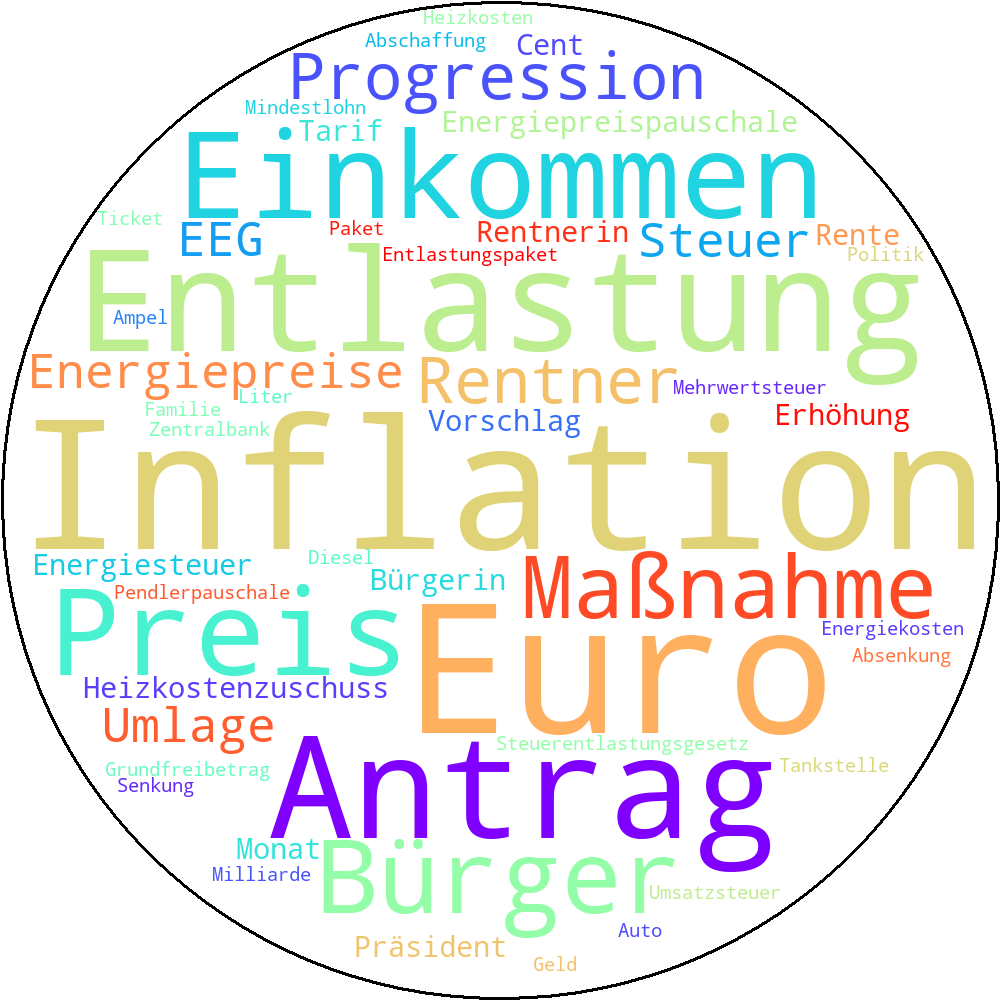 Heizkosten
Abschaffung
Cent
Progression
Mindestlohn
Tarif
Energiepreispauschale
Einkommen
Ticket
EEG
Paket
Rentnerin
Steuer
Rente
Entlastungspaket
Politik
Entlastung
Ampel
Energiepreise
Rentner
Mehrwertsteuer
Liter
Familie
Vorschlag
Erhöhung
Zentralbank
Inflation
Energiesteuer
Diesel
Bürgerin
Maßnahme
Pendlerpauschale
Preis
Euro
Energiekosten
Absenkung
Heizkostenzuschuss
Umlage
Steuerentlastungsgesetz
Grundfreibetrag
Tankstelle
Senkung
Antrag
Monat
Bürger
Milliarde
Umsatzsteuer
Auto
Präsident
Geld